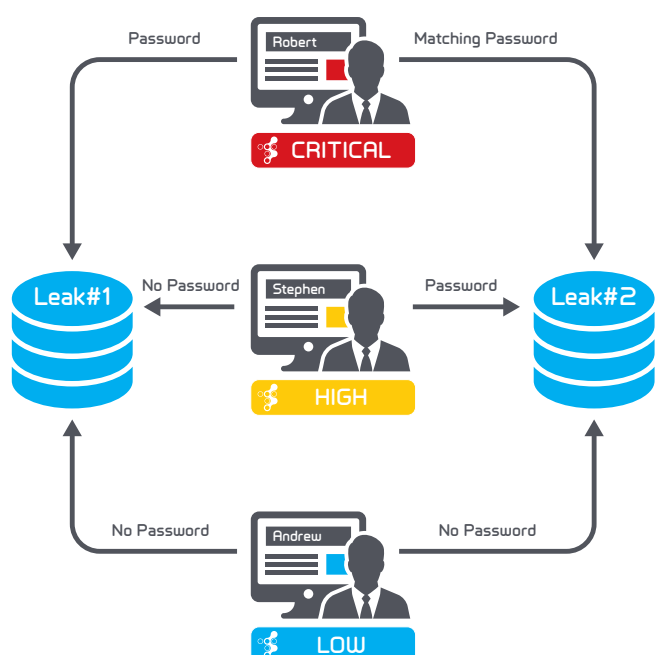 Password
Robert
Matching Password
CRITICAL
Leak#1
No Password
Stephen
Password
Leak#2
HIGH
No Password
Andrew
No Password
LOW